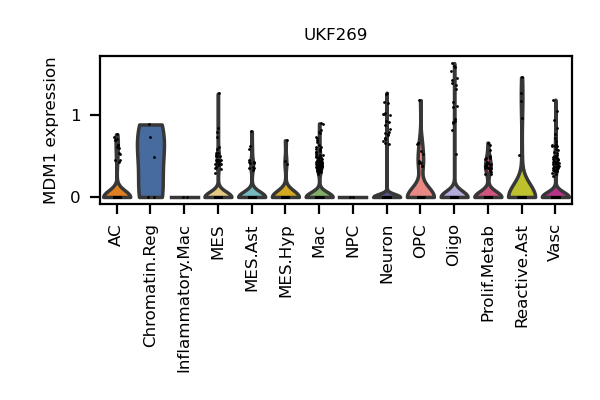 UKF269
MDM1 expression
1
0
AC
Chromatin.Reg
Inflammatory.Mac
MES
MES.Ast
MES.Hyp
Mac
NPC
Neuron
OPC
Oligo
Prolif.Metab
Reactive.Ast
Vasc